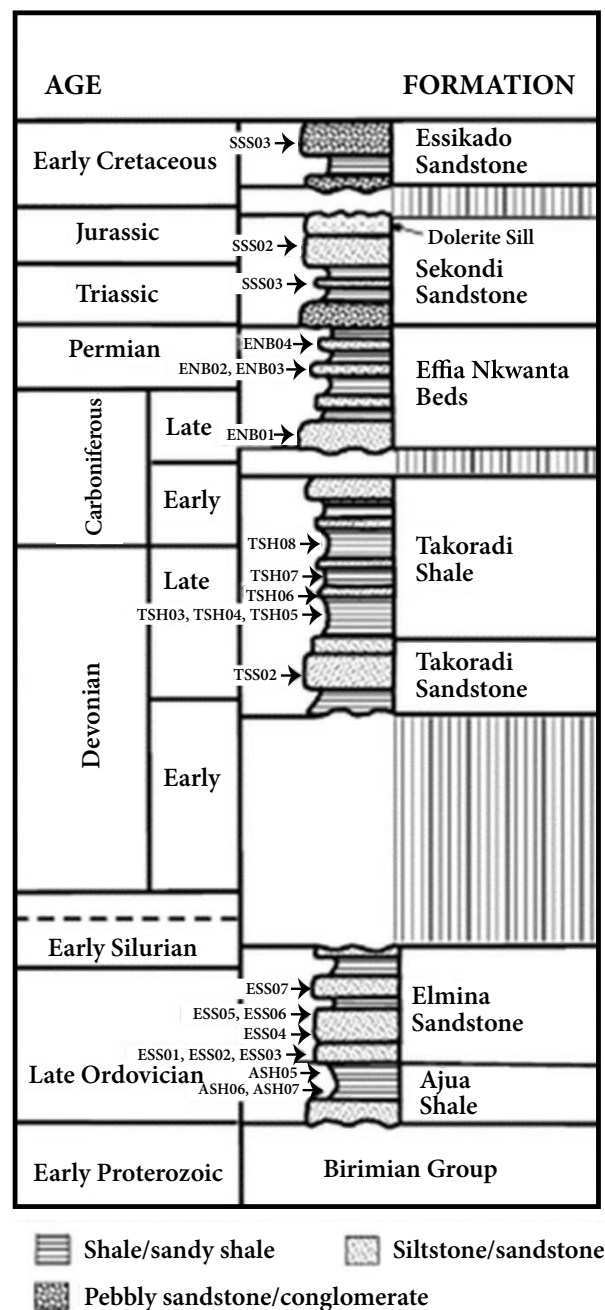 AGE
FORMATION
Early Cretaceous
SSS03
Essikado
Sandstone
Jurassic
SSS02
Dolerite Sill
Triassic
SSS03
Sekondi
Sandstone
Permian
ENB04
ENB02, ENB03
Effia Nkwanta
Beds
Carboniferous
Late
ENB01
Early
TSH08
Takoradi
Shale
Devonian
Late
TSH07
TSH06
TSH03, TSH04, TSH05
TSS02
Takoradi
Sandstone
Early
Early Silurian
ESS07
ESS05, ESS06
ESS04
ESS01, ESS02, ESS03
Elmina
Sandstone
Late Ordovician
ASH05
ASH06, ASH07
Ajua
Shale
Early Proterozoic
Birimian Group
Shale/sandy shale
Siltstone/sandstone
Pebbly sandstone/conglomerate